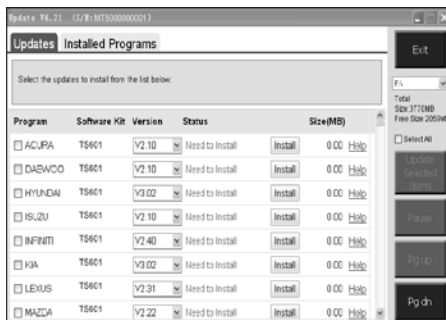 Update V6.21 (S/N:MT5000000001)
Updates Installed Programs
Select the updates to install from the list below:
Program Software Kit Version Status Size(MB)
ACURA TS601 V2.10 Need to Install Install 0.00 Help
DAEWOO TS601 V2.10 Need to Install Install 0.00 Help
HYUNDAI TS601 V3.02 Need to Install Install 0.00 Help
ISUZU TS601 V2.10 Need to Install Install 0.00 Help
INFINITI TS601 V2.40 Need to Install Install 0.00 Help
KIA TS601 V3.02 Need to Install Install 0.00 Help
LEXUS TS601 V2.31 Need to Install Install 0.00 Help
MAZDA TS601 V2.22 Need to Install Install 0.00 Help
Exit
F:\
Total
Size:3770MB
Free Size:2059M
Select All
Update
Selected
Items
Pause
Pg up
Pg dn